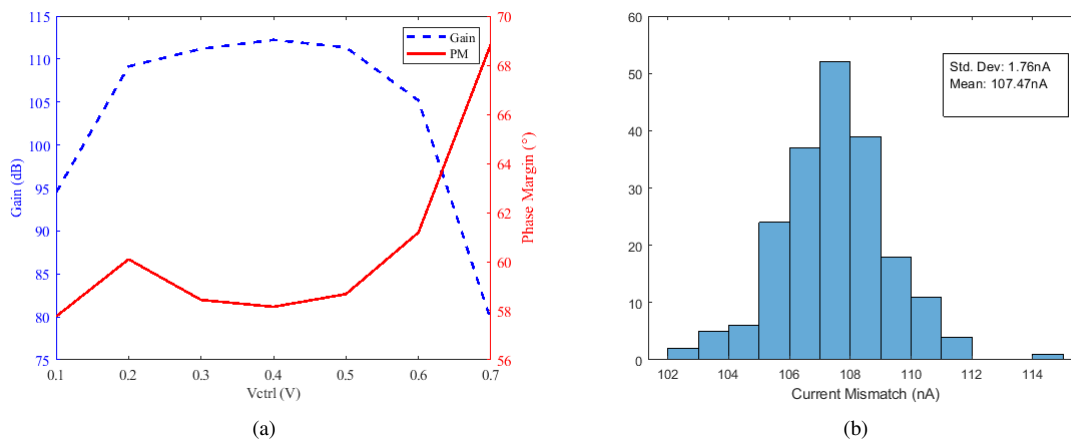 115
110
105
100
95
90
85
80
75
Gain (dB)
70
68
66
64
62
60
58
56
Phase Margin (°)
Gain
PM
0.1 0.2 0.3 0.4 0.5 0.6 0.7
Vctrl (V)
(a)
60
50
40
30
20
10
0
Std. Dev: 1.76nA
Mean: 107.47nA
102 104 106 108 110 112 114
Current Mismatch (nA)
(b)